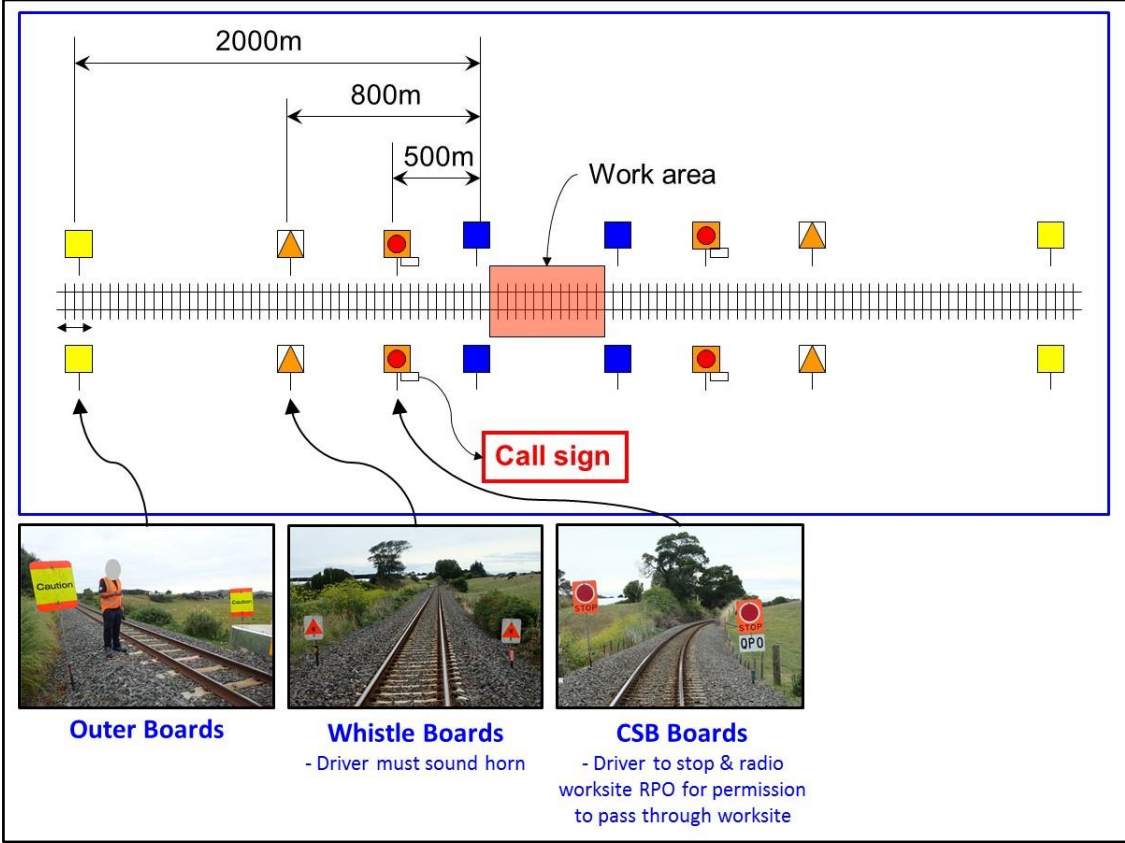 2000m
800m
500m
Work area
Call sign
Caution
Caution
STOP
STOP
QPO
Outer Boards
Whistle Boards
- Driver must sound horn
CSB Boards
- Driver to stop & radio
worksite RPO for permission
to pass through worksite